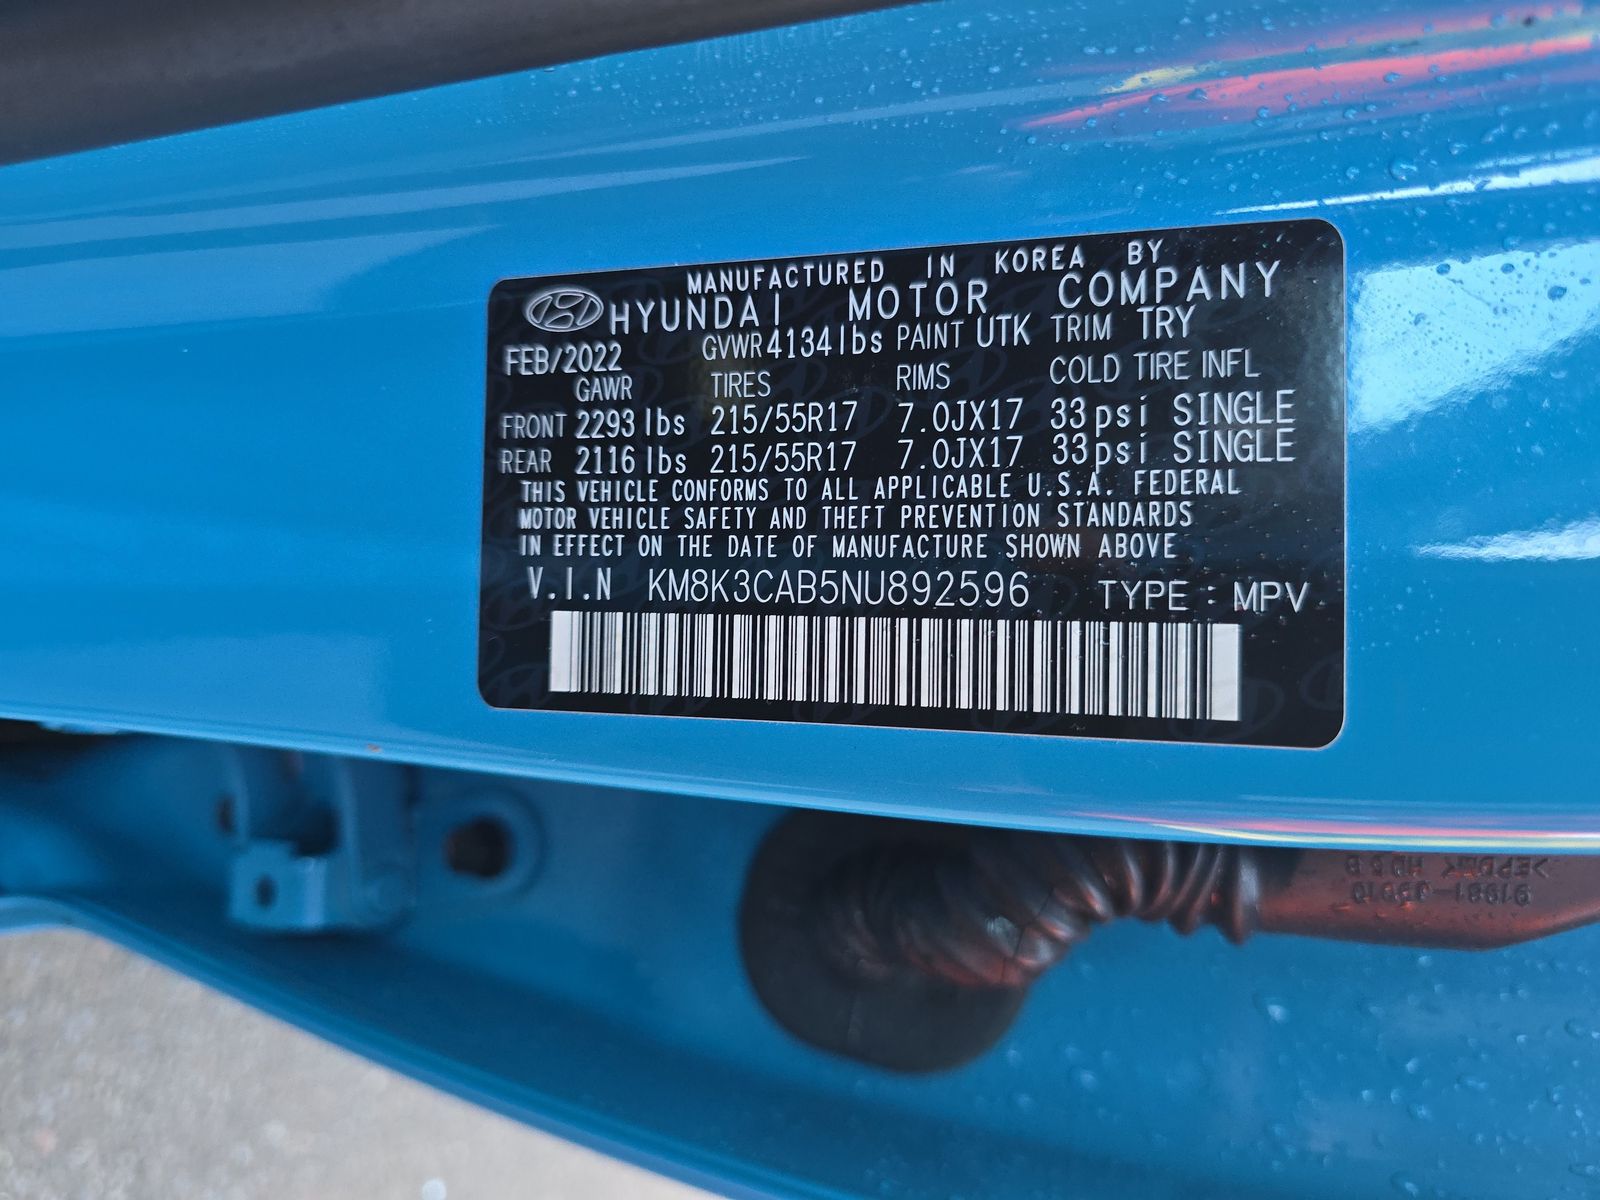 MANUFACTURED IN KOREA BY
HYUNDAI MOTOR COMPANY
FEB/2022 GVWR 4134lbs PAINT UTK TRIM TRY
GAWR TIRES RIMS COLD TIRE INFL
FRONT 2293 lbs 215/55R17 7.0JX17 33psi SINGLE
REAR 2116 lbs 215/55R17 7.0JX17 33psi SINGLE
THIS VEHICLE CONFORMS TO ALL APPLICABLE U.S.A. FEDERAL
MOTOR VEHICLE SAFETY AND THEFT PREVENTION STANDARDS
IN EFFECT ON THE DATE OF MANUFACTURE SHOWN ABOVE
V.I.N KM8K3CAB5NU892596 TYPE : MPV